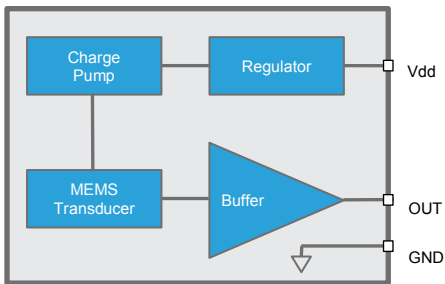 Charge
Pump
Regulator
Vdd
MEMS
Transducer
Buffer
OUT
GND